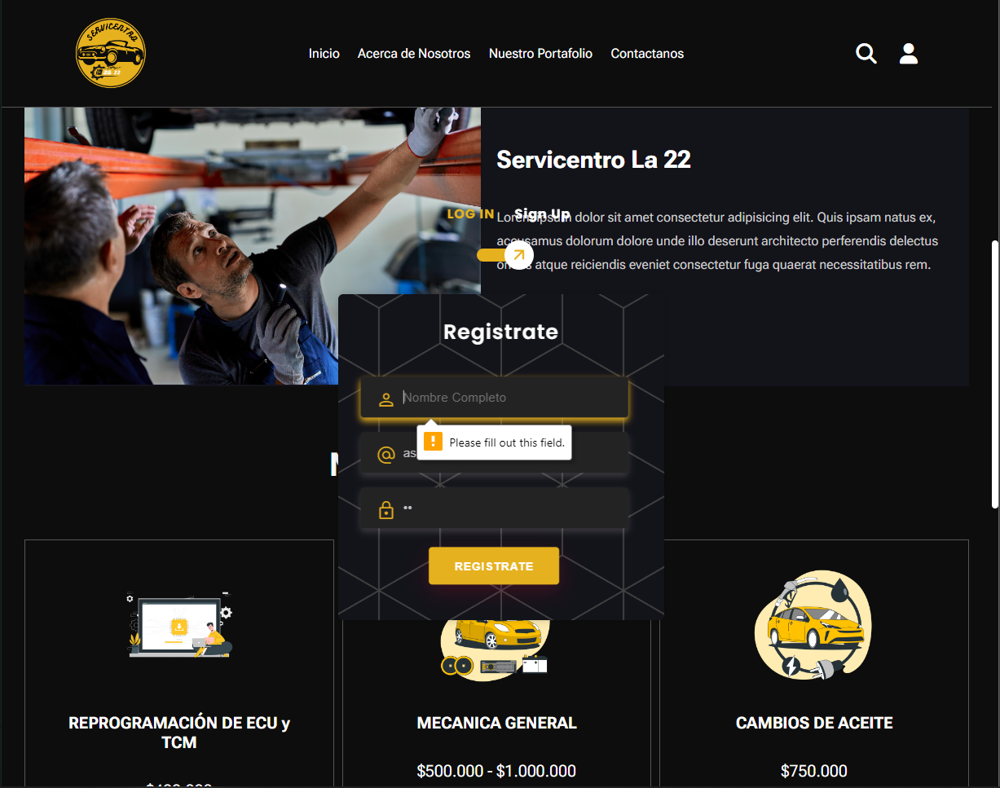 SERVICENTRO
LA 22
Inicio
Acerca de Nosotros
Nuestro Portafolio
Contactanos
Servicentro La 22
LOG IN
Sign Up
Lorem ipsum dolor sit amet consectetur adipisicing elit. Quis ipsam natus ex,
accusamus dolorum dolore unde illo deserunt architecto perferendis delectus
atque reiciendis eveniet consectetur fuga quaerat necessitatibus rem.
Registrate
Nombre Completo
Please fill out this field.
as
REGISTRATE
REPROGRAMACIÓN DE ECU y
TCM
MECANICA GENERAL
$500.000 - $1.000.000
CAMBIOS DE ACEITE
$750.000